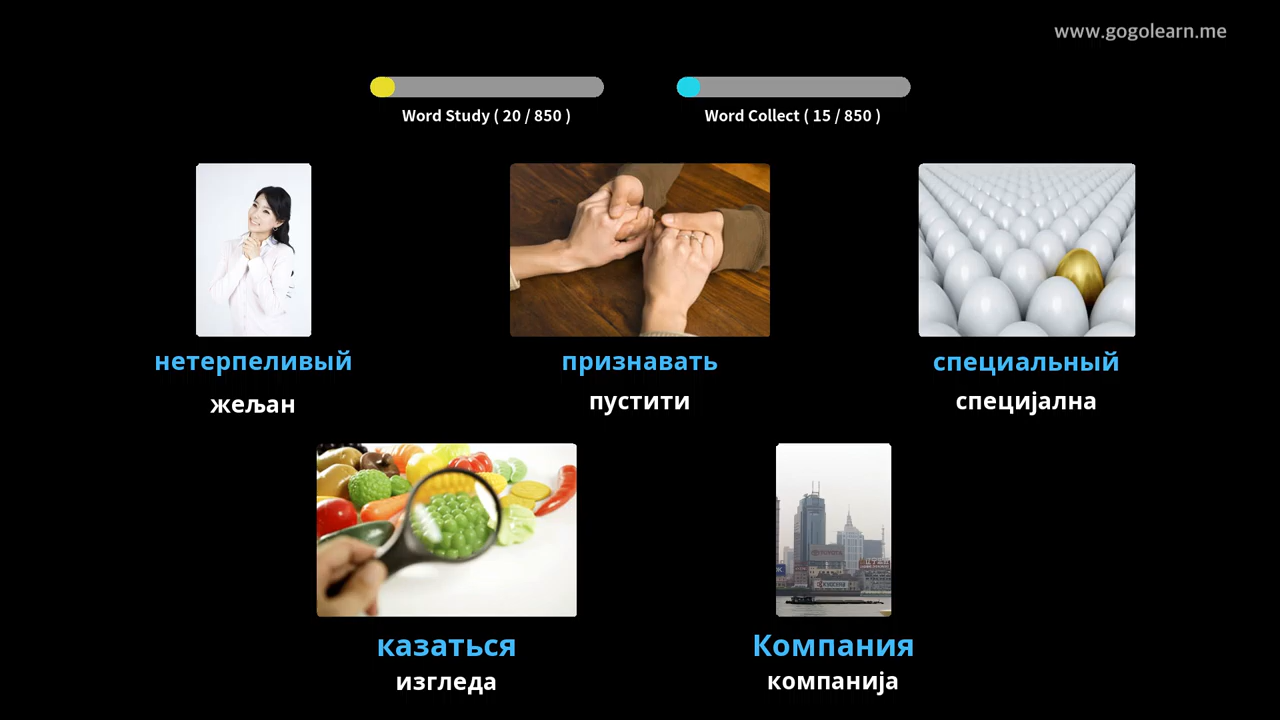 www.gogolearn.me
Word Study ( 20 / 850 )
Word Collect ( 15 / 850 )
нетерпеливый
признавать
специальный
жељан
пустити
специјална
TOYOTA
казаться
Компания
изгледа
компанија